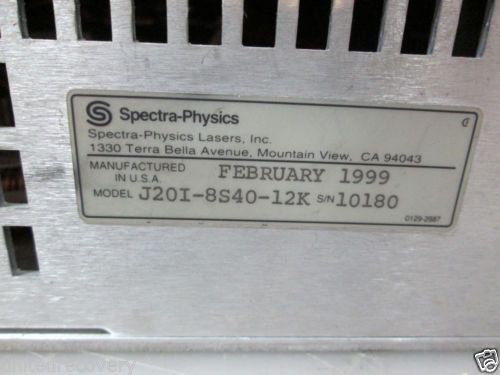 Spectra-Physics
Spectra-Physics Lasers, Inc.
1330 Terra Bella Avenue, Mountain View, CA 94043
MANUFACTURED IN U.S.A. FEBRUARY 1999
MODEL J20I-8S40-12K S/N 10180
0129-2987
unitedrecovery